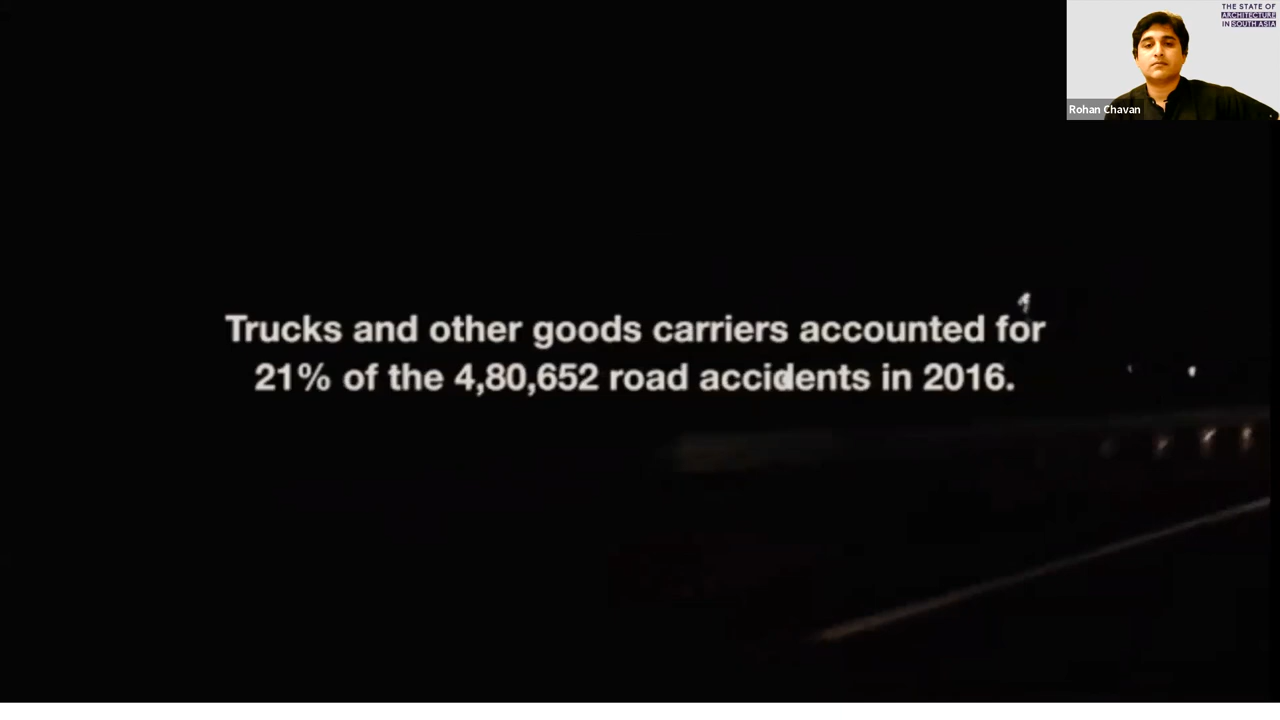 THE STATE OF
ARCHITECTURE
IN SOUTH ASIA
Rohan Chavan
Trucks and other goods carriers accounted for
21% of the 4,80,652 road accidents in 2016.